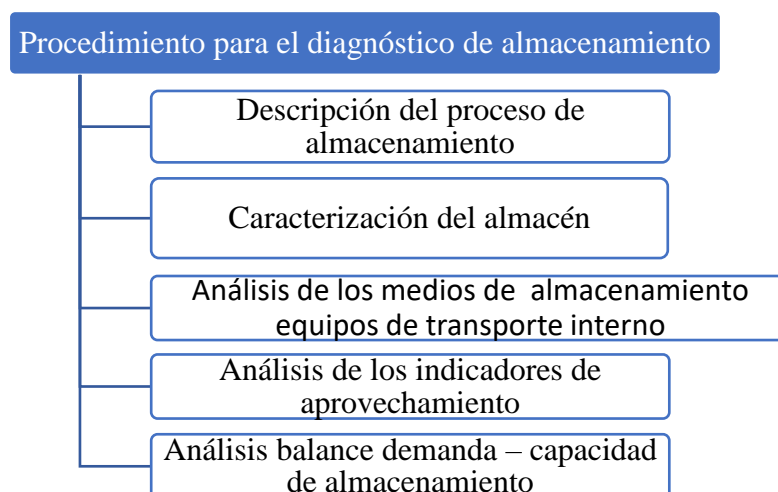 Procedimiento para el diagnóstico de almacenamiento
Descripción del proceso de
almacenamiento
Caracterización del almacén
Análisis de los medios de  almacenamiento
equipos de transporte interno
Análisis de los indicadores de
aprovechamiento
Análisis balance demanda – capacidad
de almacenamiento